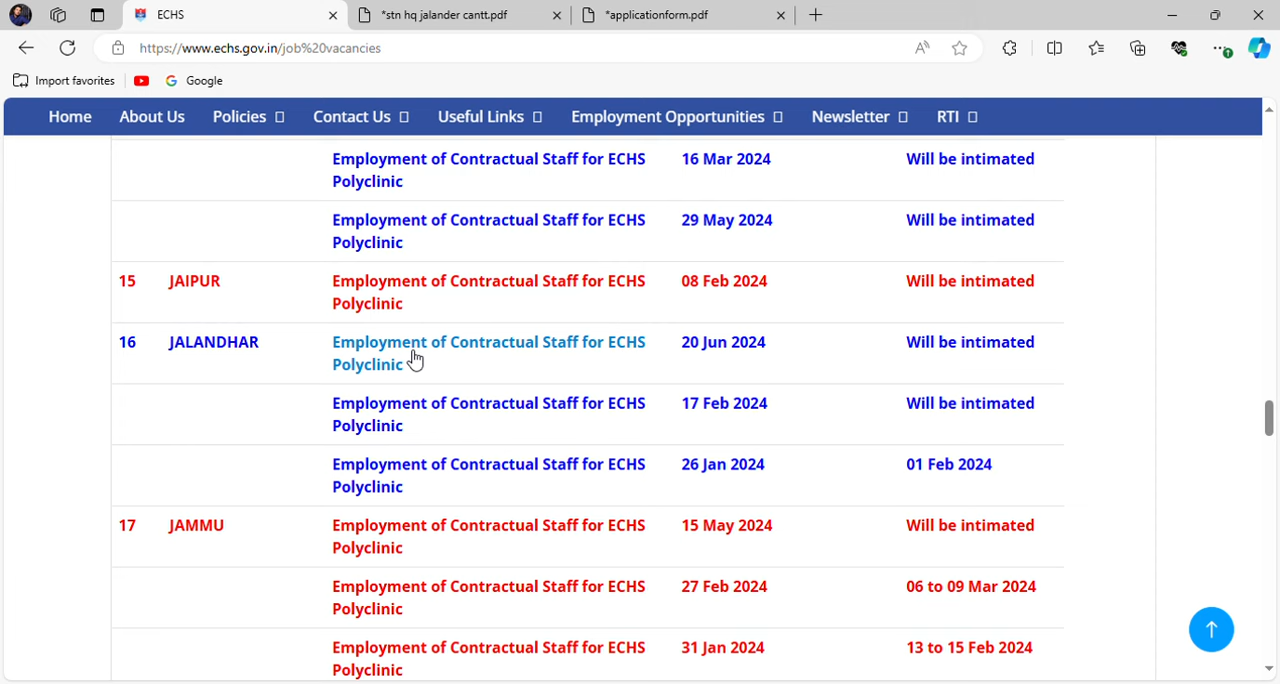 ECHS
*stn hq jalander cantt.pdf
*applicationform.pdf
https://www.echs.gov.in/job%20vacancies
Import favorites
Google
Home About Us Policies Contact Us Useful Links Employment Opportunities Newsletter RTI
Employment of Contractual Staff for ECHS 16 Mar 2024 Will be intimated
Polyclinic
Employment of Contractual Staff for ECHS 29 May 2024 Will be intimated
Polyclinic
15 JAIPUR Employment of Contractual Staff for ECHS 08 Feb 2024 Will be intimated
Polyclinic
16 JALANDHAR Employment of Contractual Staff for ECHS 20 Jun 2024 Will be intimated
Polyclinic
Employment of Contractual Staff for ECHS 17 Feb 2024 Will be intimated
Polyclinic
Employment of Contractual Staff for ECHS 26 Jan 2024 01 Feb 2024
Polyclinic
17 JAMMU Employment of Contractual Staff for ECHS 15 May 2024 Will be intimated
Polyclinic
Employment of Contractual Staff for ECHS 27 Feb 2024 06 to 09 Mar 2024
Polyclinic
Employment of Contractual Staff for ECHS 31 Jan 2024 13 to 15 Feb 2024
Polyclinic